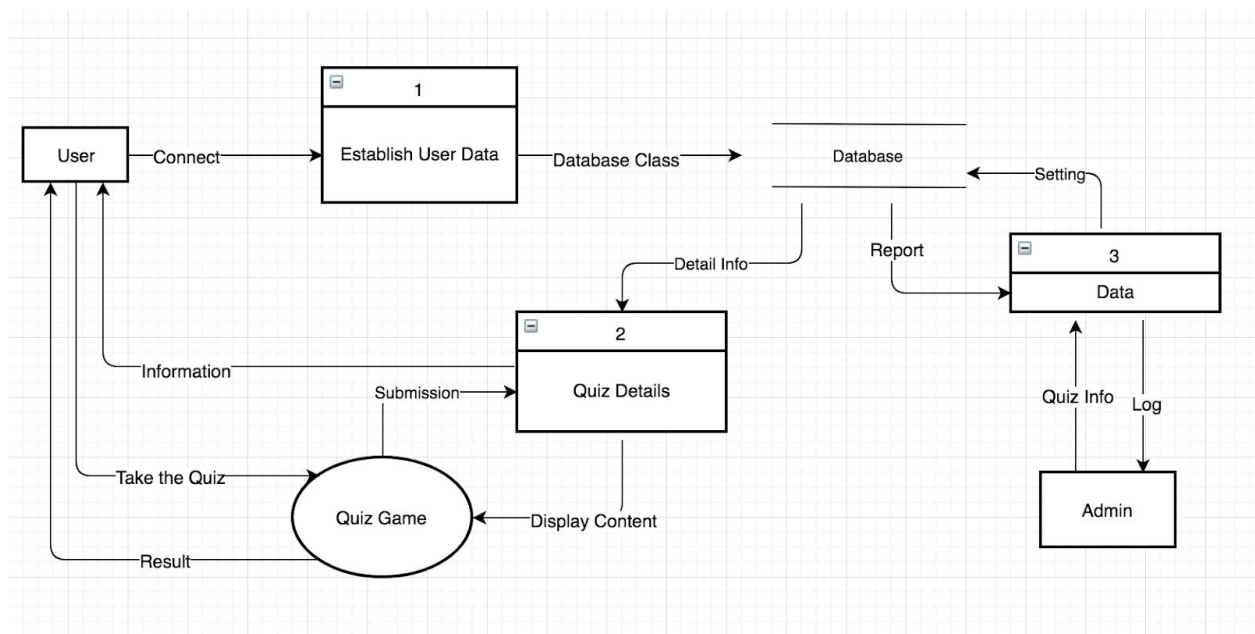 1
User
Connect
Establish User Data
Database Class
Database
Setting
Report
Detail Info
3
Data
2
Information
Submission
Quiz Details
Quiz Info
Log
Take the Quiz
Quiz Game
Display Content
Admin
Result